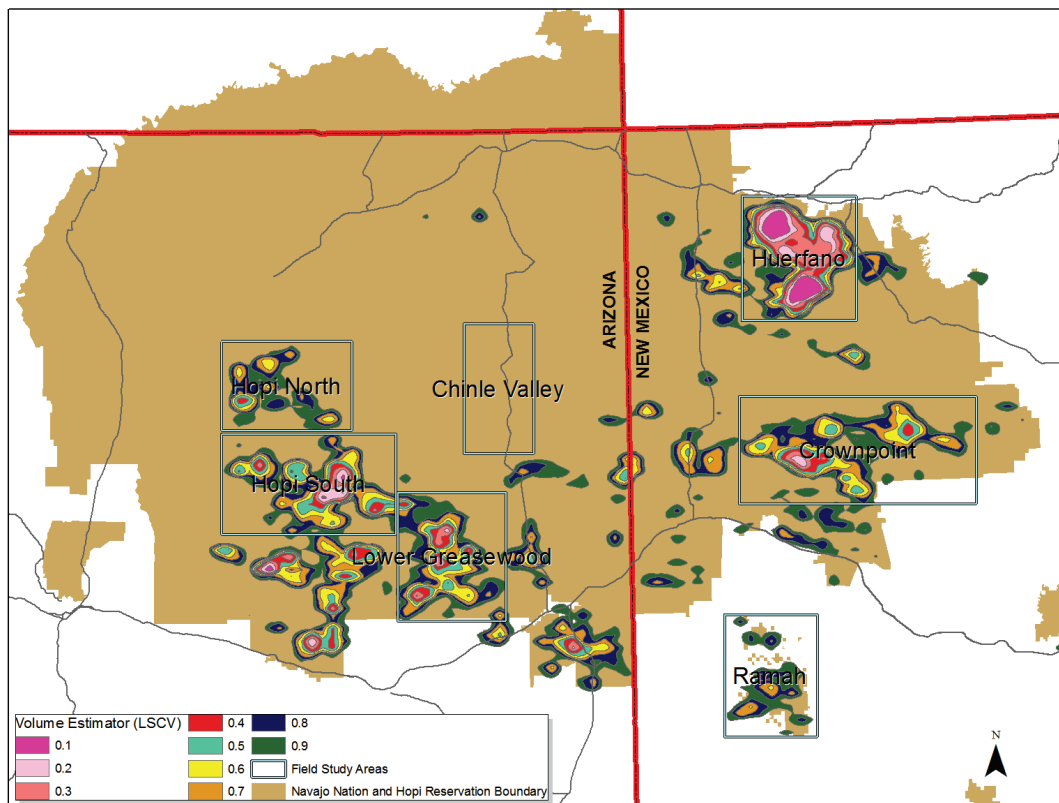 ARIZONA
NEW MEXICO
Huerfano
Hopi North
Chinle Valley
Crownpoint
Hopi South
Lower Greasewood
Ramah
Volume Estimator (LSCV)
0.1
0.2
0.3
0.4
0.5
0.6
0.7
0.8
0.9
Field Study Areas
Navajo Nation and Hopi Reservation Boundary
N